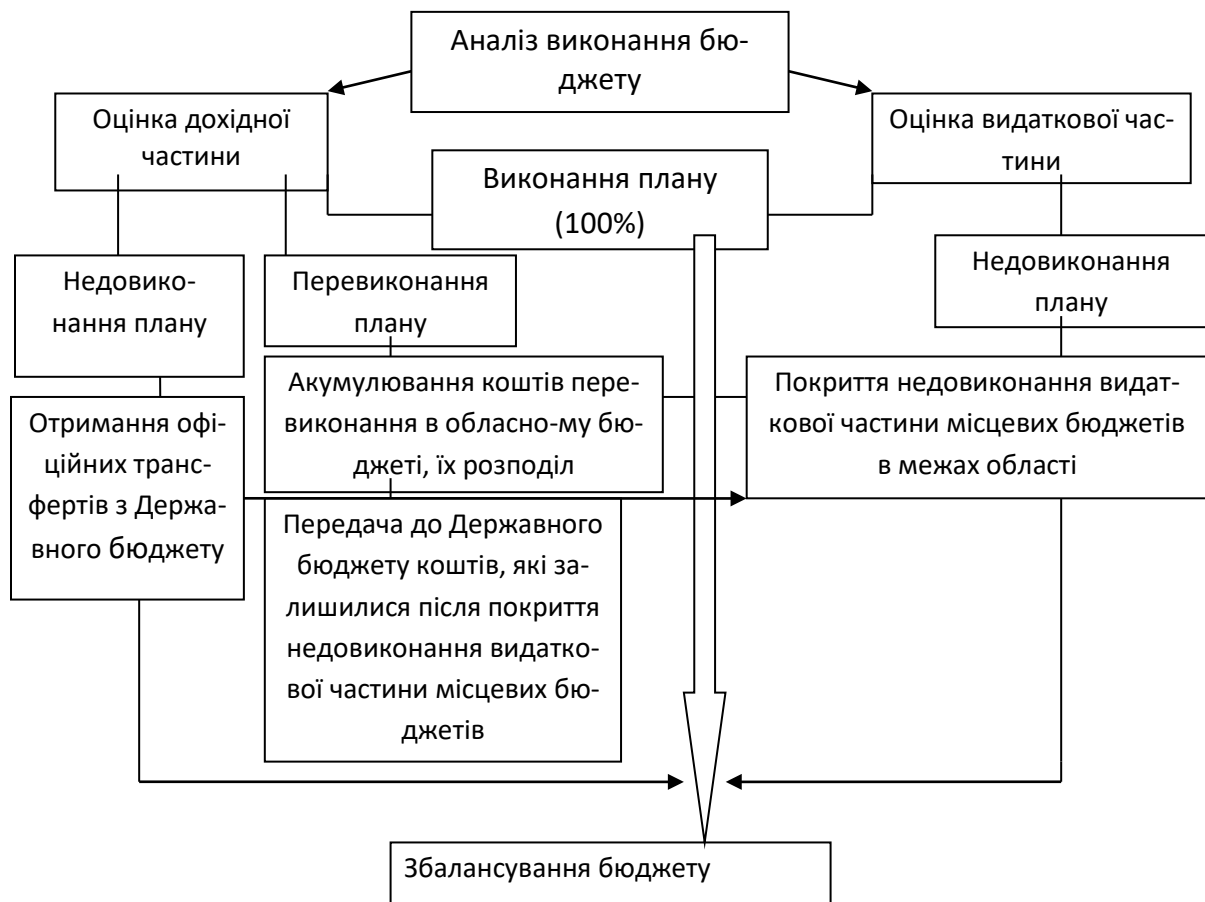 Аналіз виконання бю-
джету
Оцінка дохідної
частини
Оцінка видаткової час-
тини
Виконання плану
(100%)
Недовико-
нання плану
Перевиконання
плану
Недовиконання
плану
Акумулювання коштів пере-
виконання в обласно-му бю-
джеті, їх розподіл
Покриття недовиконання видат-
кової частини місцевих бюджетів
в межах області
Отримання офі-
ційних транс-
фертів з Держа-
вного бюджету
Передача до Державного
бюджету коштів, які за-
лишилися після покриття
недовиконання видатко-
вої частини місцевих бю-
джетів
Збалансування бюджету